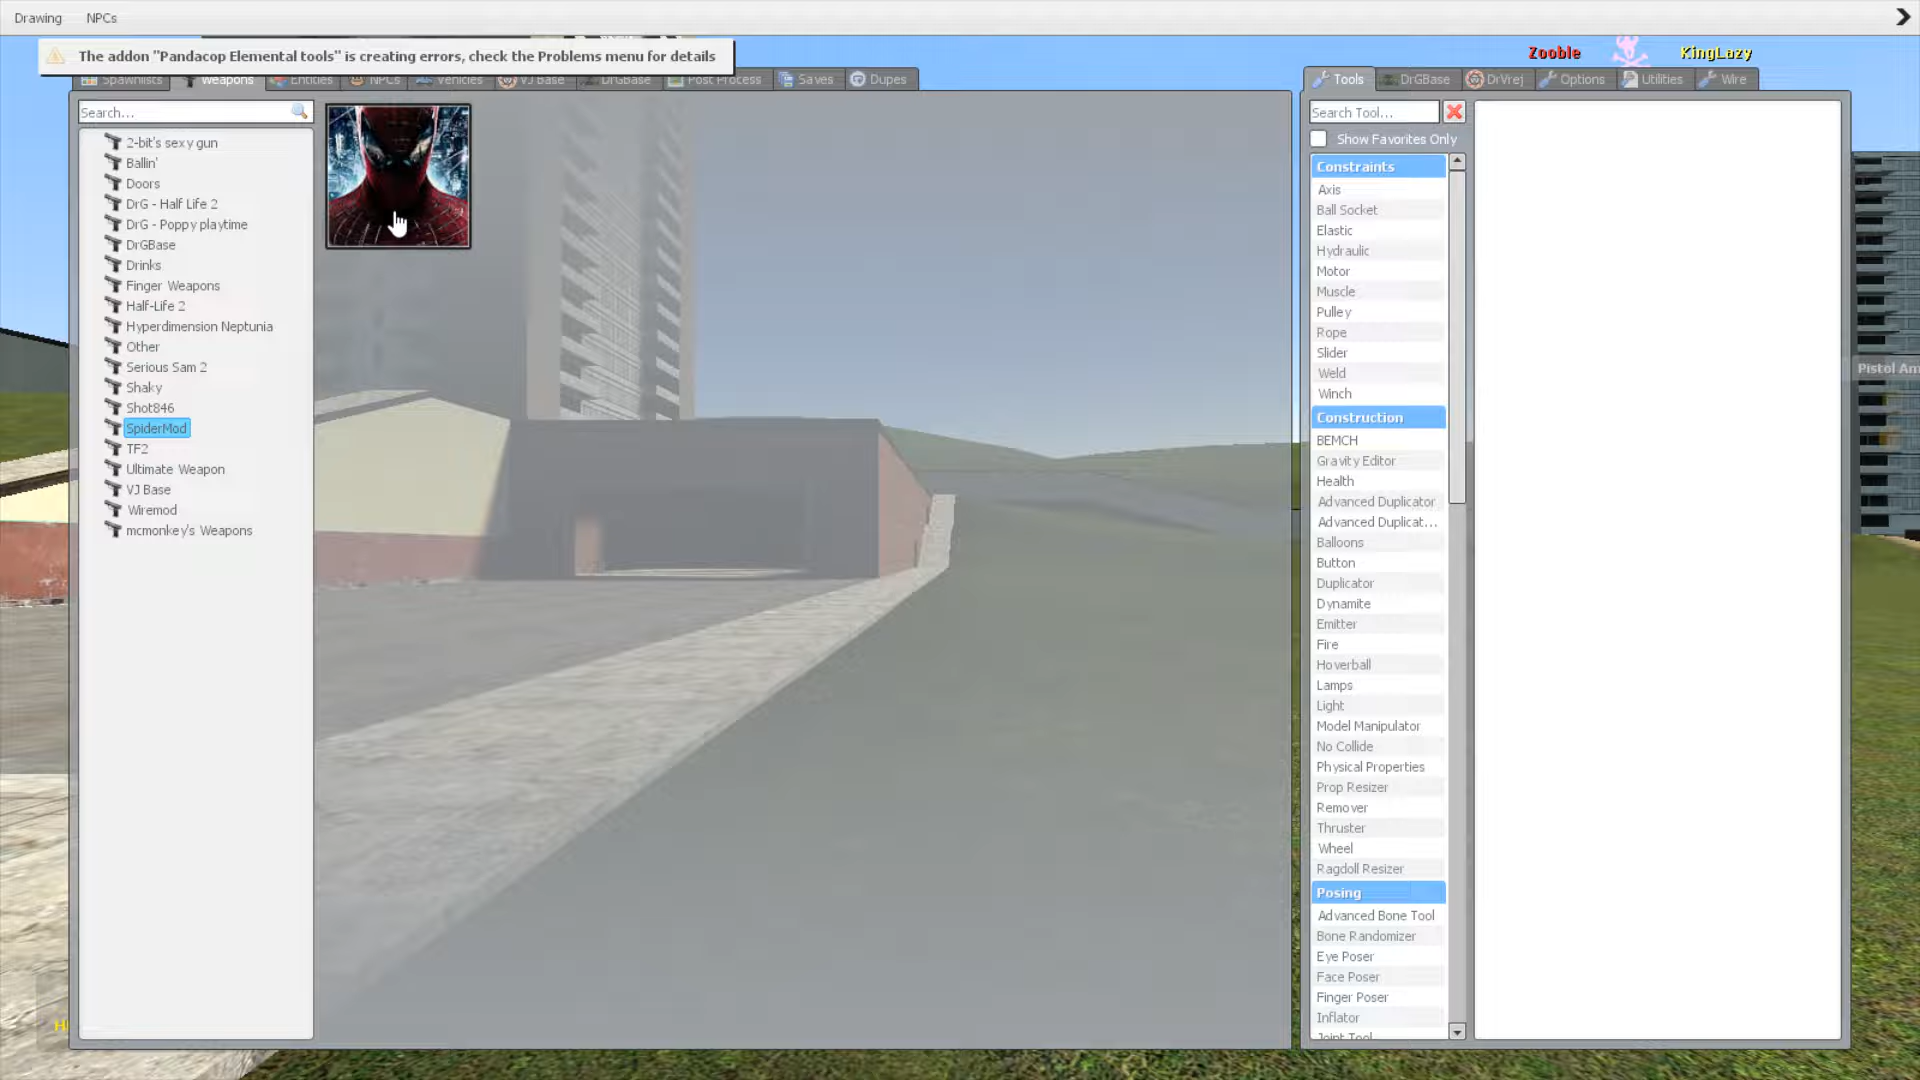 Drawing NPCs
The addon "Pandacop Elemental tools" is creating errors, check the Problems menu for details
Zooble KingLazy
Spawnlists Weapons Entities NPCs Vehicles VJ Base DrGBase Post Process Saves Dupes
Tools DrGBase DrVrej Options Utilities Wire
Search...
2-bit's sexy gun
Ballin'
Doors
DrG - Half Life 2
DrG - Poppy playtime
DrGBase
Drinks
Finger Weapons
Half-Life 2
Hyperdimension Neptunia
Other
Serious Sam 2
Shaky
Shot846
SpiderMod
TF2
Ultimate Weapon
VJ Base
Wiremod
mcmonkey's Weapons
Search Tool...
Show Favorites Only
Constraints
Axis
Ball Socket
Elastic
Hydraulic
Motor
Muscle
Pulley
Rope
Slider
Weld
Winch
Construction
BEMCH
Gravity Editor
Health
Advanced Duplicator
Advanced Duplicat...
Balloons
Button
Duplicator
Dynamite
Emitter
Fire
Hoverball
Lamps
Light
Model Manipulator
No Collide
Physical Properties
Prop Resizer
Remover
Thruster
Wheel
Ragdoll Resizer
Posing
Advanced Bone Tool
Bone Randomizer
Eye Poser
Face Poser
Finger Poser
Inflator
Joint Tool
Pistol Am